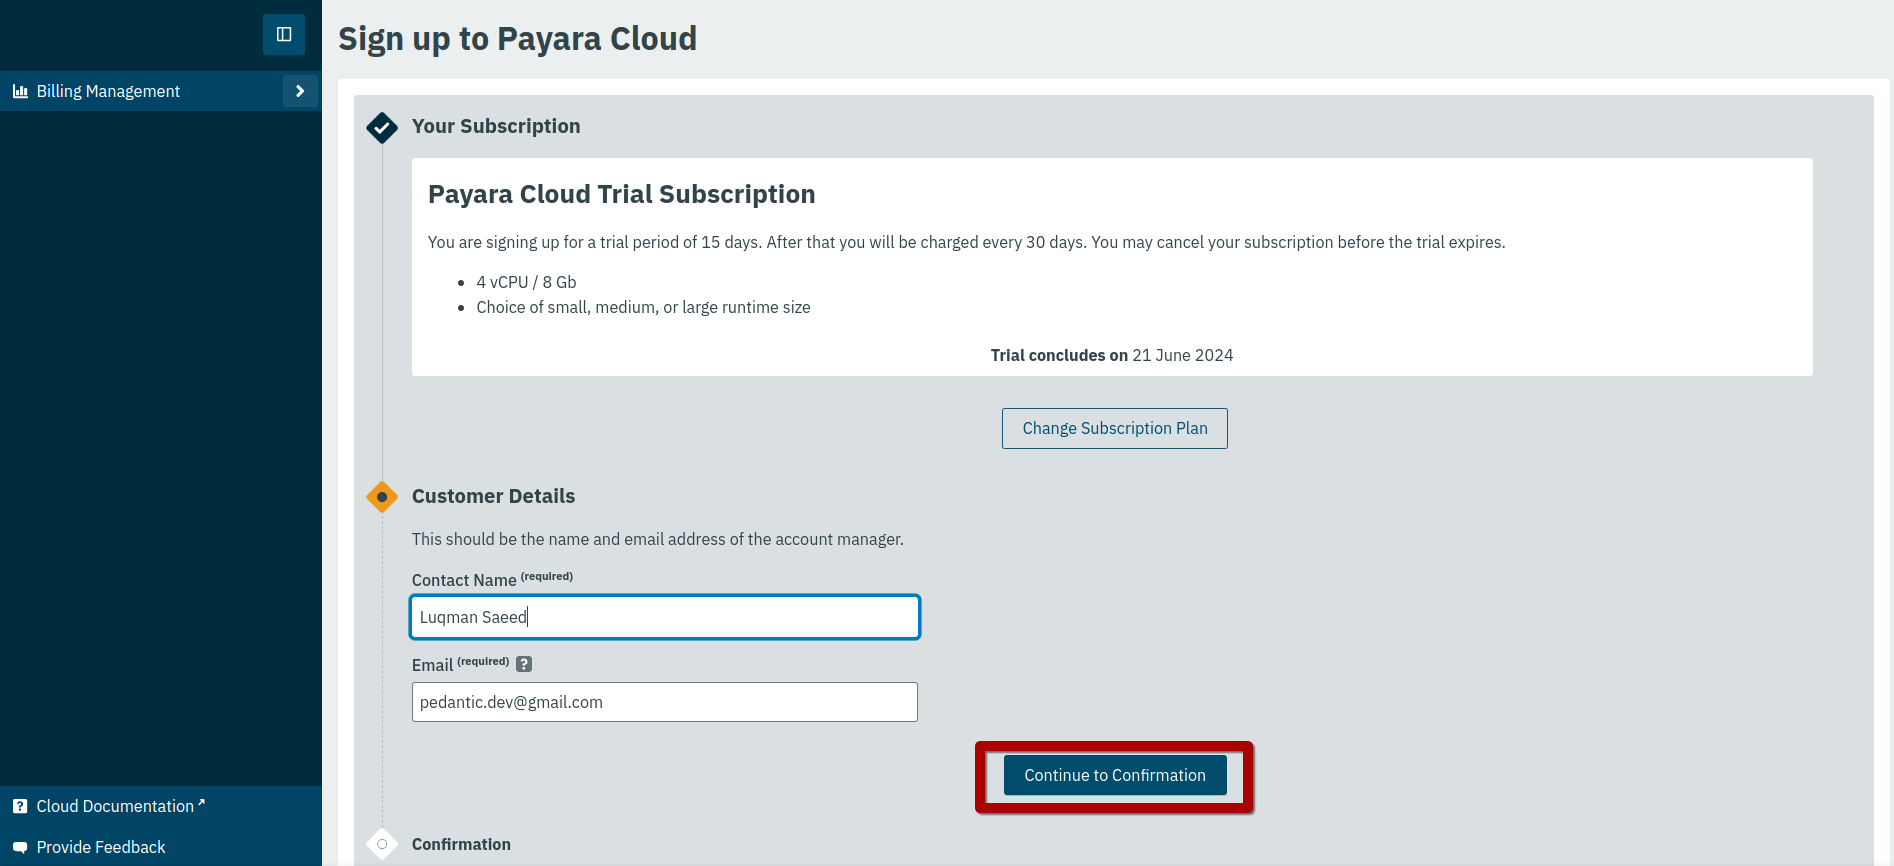 Sign up to Payara Cloud
Billing Management
Your Subscription
Payara Cloud Trial Subscription
You are signing up for a trial period of 15 days. After that you will be charged every 30 days. You may cancel your subscription before the trial expires.
• 4 vCPU / 8 Gb
• Choice of small, medium, or large runtime size
Trial concludes on 21 June 2024
Change Subscription Plan
Customer Details
This should be the name and email address of the account manager.
Contact Name (required)
Luqman Saeed
Email (required) ?
pedantic.dev@gmail.com
Continue to Confirmation
Confirmation
? Cloud Documentation ↗
Provide Feedback